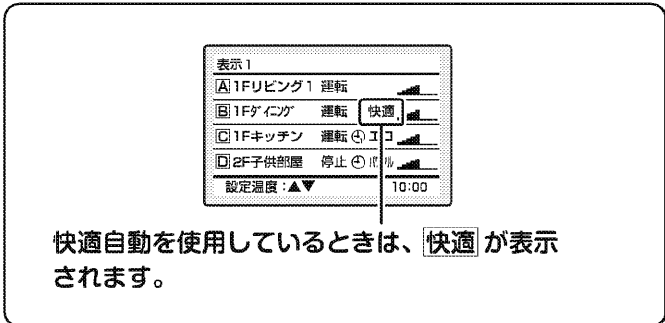 表示1
A 1Fリビング1 運転
B 1Fダイニング 運転 快適
C 1Fキッチン 運転 エコ
D 2F子供部屋 停止
設定温度:▲▼ 10:00
快適自動を使用しているときは、快適 が表示
されます。